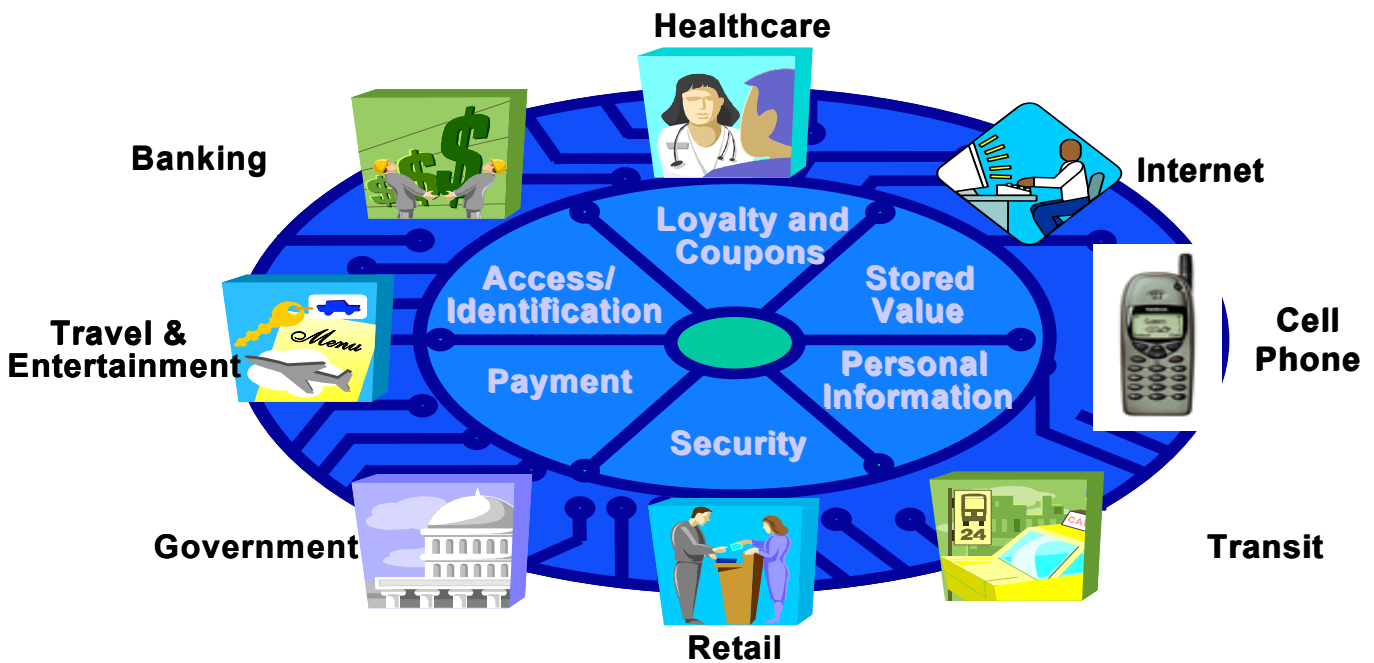 Healthcare
Banking
Internet
Loyalty and
Coupons
Access/
Identification
Stored
Value
Travel &
Entertainment
Menu
Cell
Phone
Payment
Personal
Information
Security
24
Government
Transit
Retail